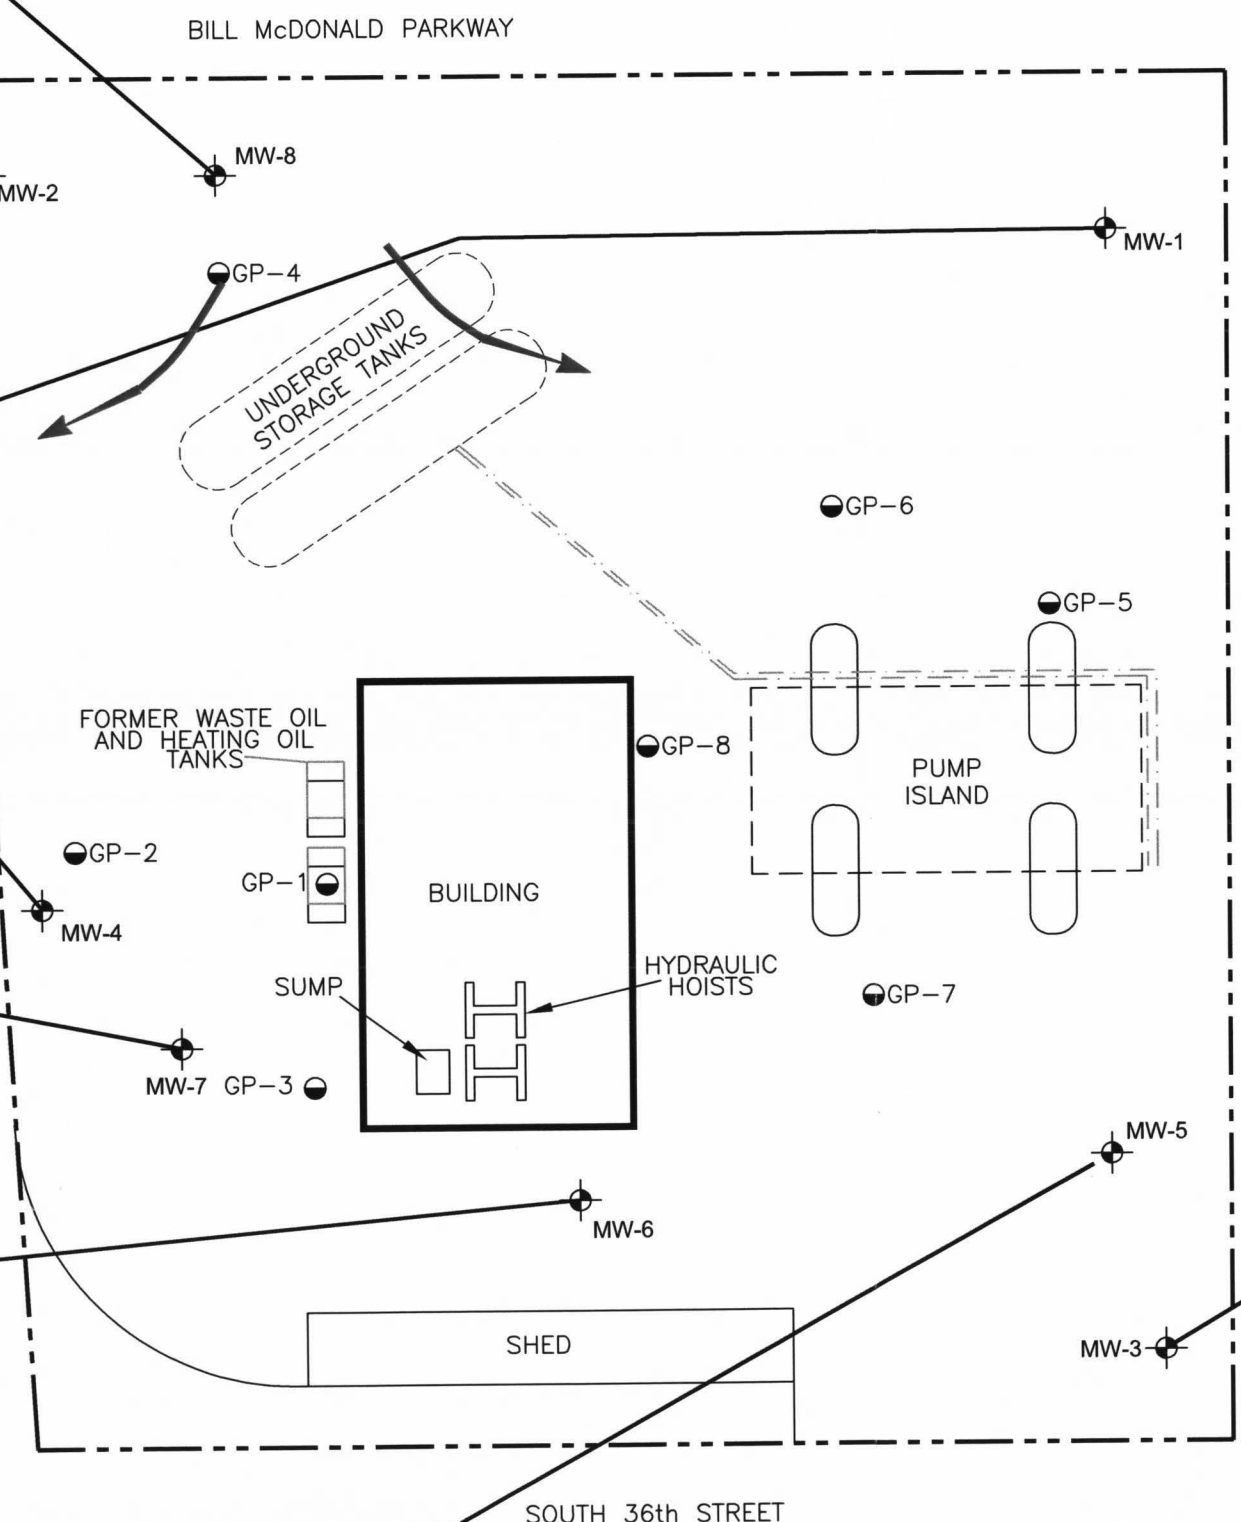 BILL McDONALD PARKWAY
MW-8
MW-2
MW-1
GP-4
UNDERGROUND
STORAGE TANKS
GP-6
GP-5
FORMER WASTE OIL
AND HEATING OIL
TANKS
GP-8
PUMP
ISLAND
GP-2
GP-1
BUILDING
MW-4
HYDRAULIC
HOISTS
SUMP
GP-7
MW-7
GP-3
MW-5
MW-6
SHED
MW-3
SOUTH 36th STREET